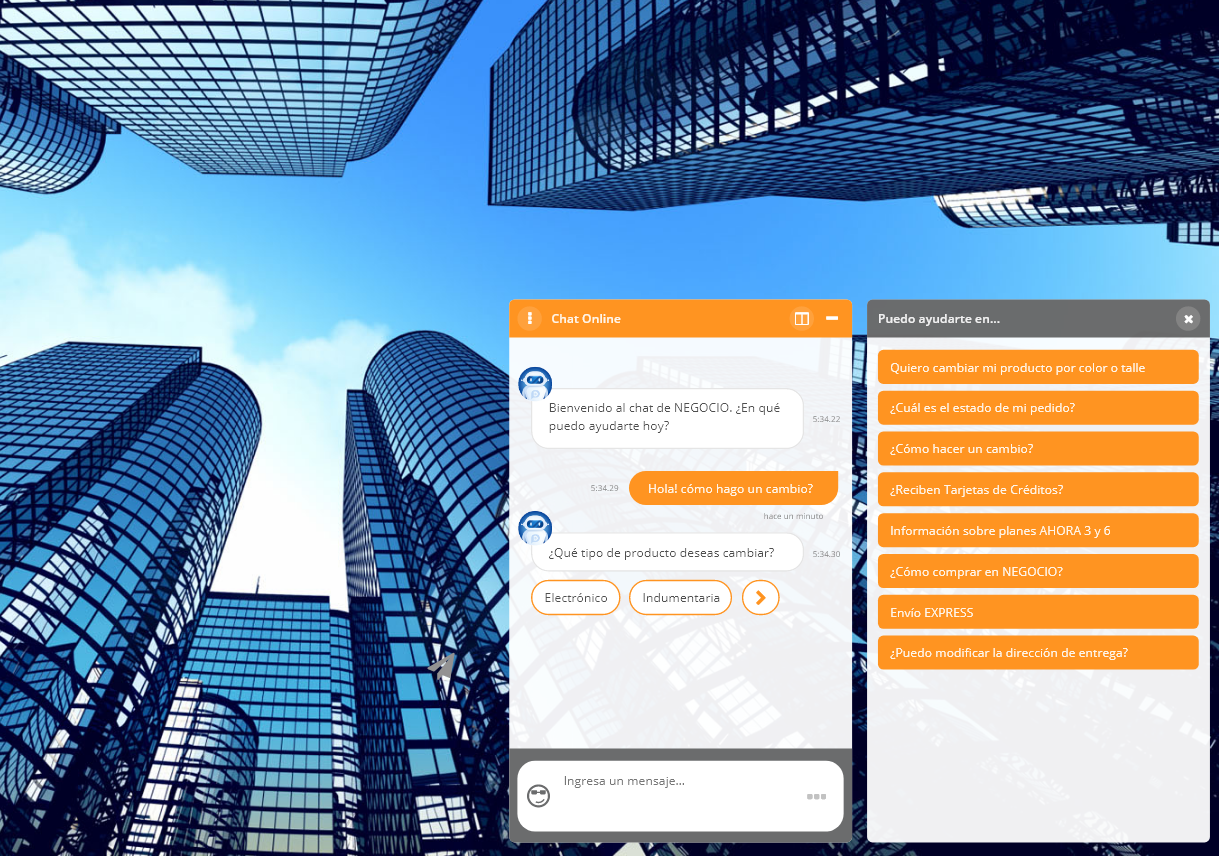 Chat Online
Bienvenido al chat de NEGOCIO. ¿En qué
puedo ayudarte hoy?
5:34.22
5:34.29
Hola! cómo hago un cambio?
hace un minuto
¿Qué tipo de producto deseas cambiar?
5:34.30
Electrónico
Indumentaria
Ingresa un mensaje...
Puedo ayudarte en...
Quiero cambiar mi producto por color o talle
¿Cuál es el estado de mi pedido?
¿Cómo hacer un cambio?
¿Reciben Tarjetas de Créditos?
Información sobre planes AHORA 3 y 6
¿Cómo comprar en NEGOCIO?
Envío EXPRESS
¿Puedo modificar la dirección de entrega?